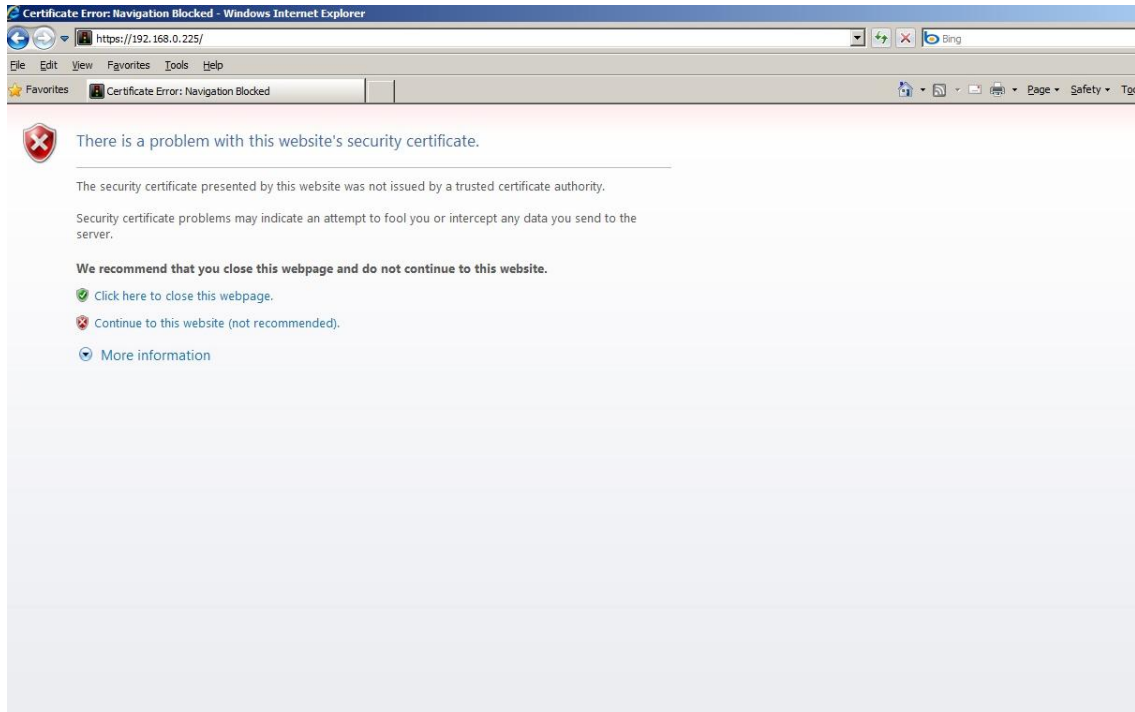 Certificate Error: Navigation Blocked - Windows Internet Explorer
https://192.168.0.225/
Bing
File Edit View Favorites Tools Help
Favorites Certificate Error: Navigation Blocked Page Safety
There is a problem with this website's security certificate.
The security certificate presented by this website was not issued by a trusted certificate authority.
Security certificate problems may indicate an attempt to fool you or intercept any data you send to the
server.
We recommend that you close this webpage and do not continue to this website.
Click here to close this webpage.
Continue to this website (not recommended).
More information